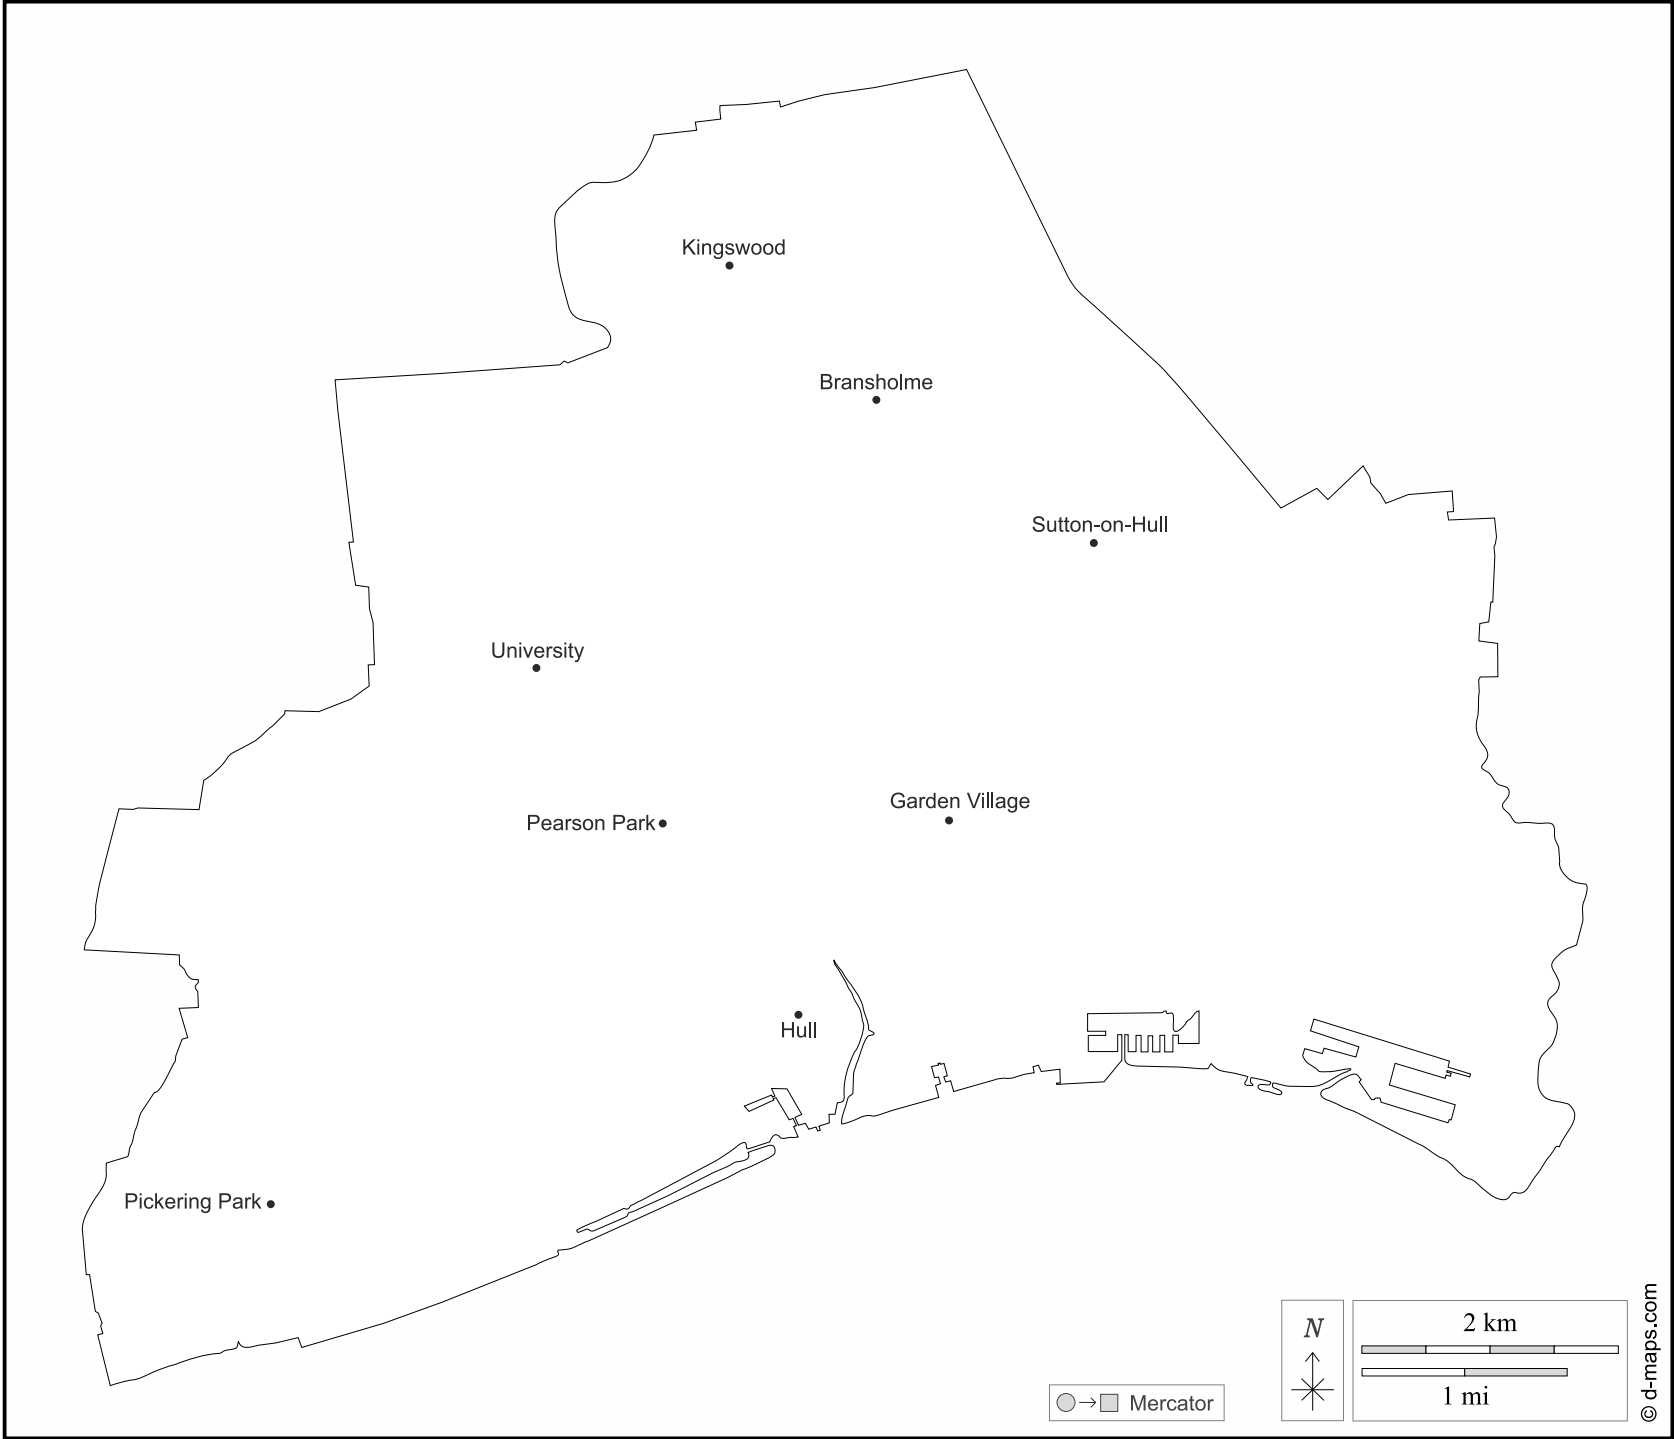 Kingswood
Bransholme
Sutton-on-Hull
University
Garden Village
Pearson Park
Hull
Pickering Park
N
2 km
1 mi
Mercator
© d-maps.com